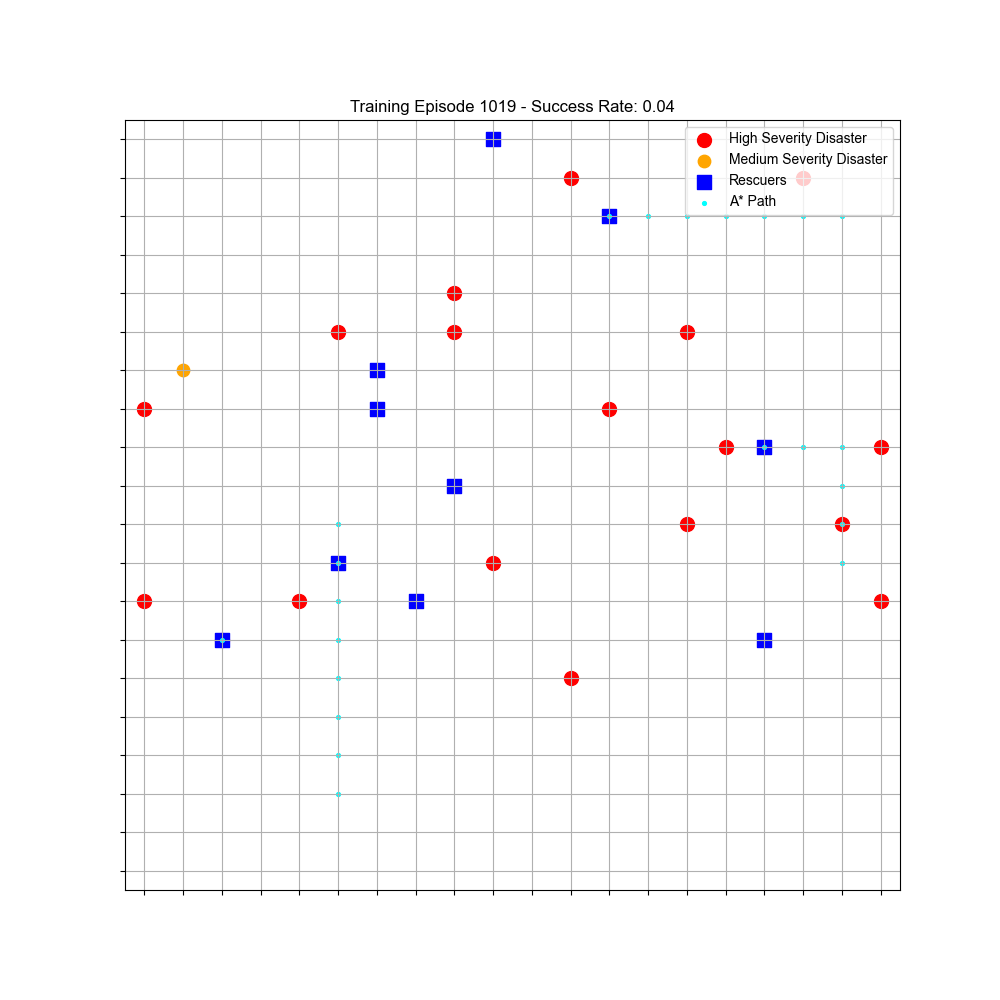 Training Episode 1019 - Success Rate: 0.04
High Severity Disaster
Medium Severity Disaster
Rescuers
A* Path